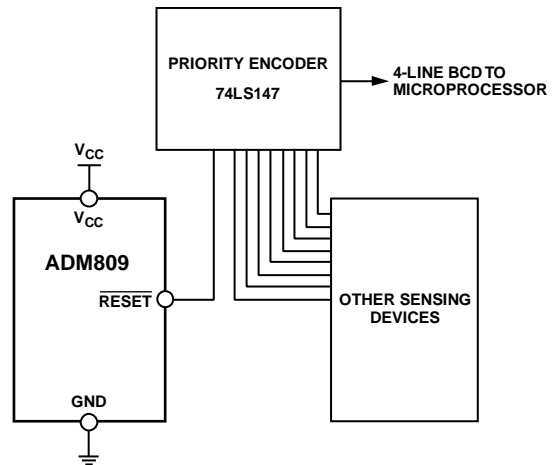 PRIORITY ENCODER
74LS147
4-LINE BCD TO
MICROPROCESSOR
VCC
VCC
ADM809
RESET
OTHER SENSING
DEVICES
GND